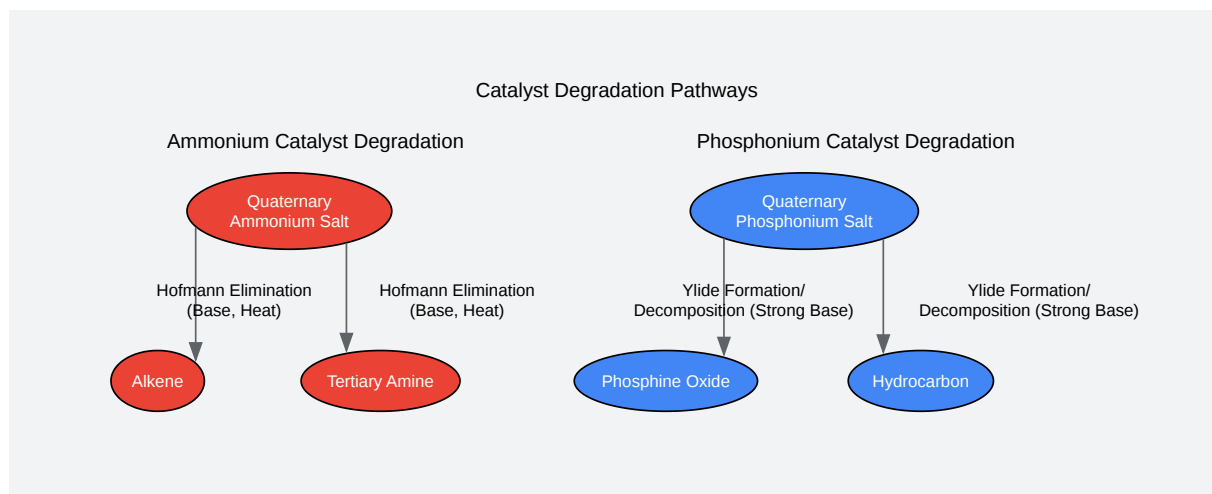 Catalyst Degradation Pathways
Ammonium Catalyst Degradation
Quaternary
Ammonium Salt
Hofmann Elimination
(Base, Heat)
Hofmann Elimination
(Base, Heat)
Alkene
Tertiary Amine
Phosphonium Catalyst Degradation
Quaternary
Phosphonium Salt
Ylide Formation/
Decomposition (Strong Base)
Ylide Formation/
Decomposition (Strong Base)
Phosphine Oxide
Hydrocarbon